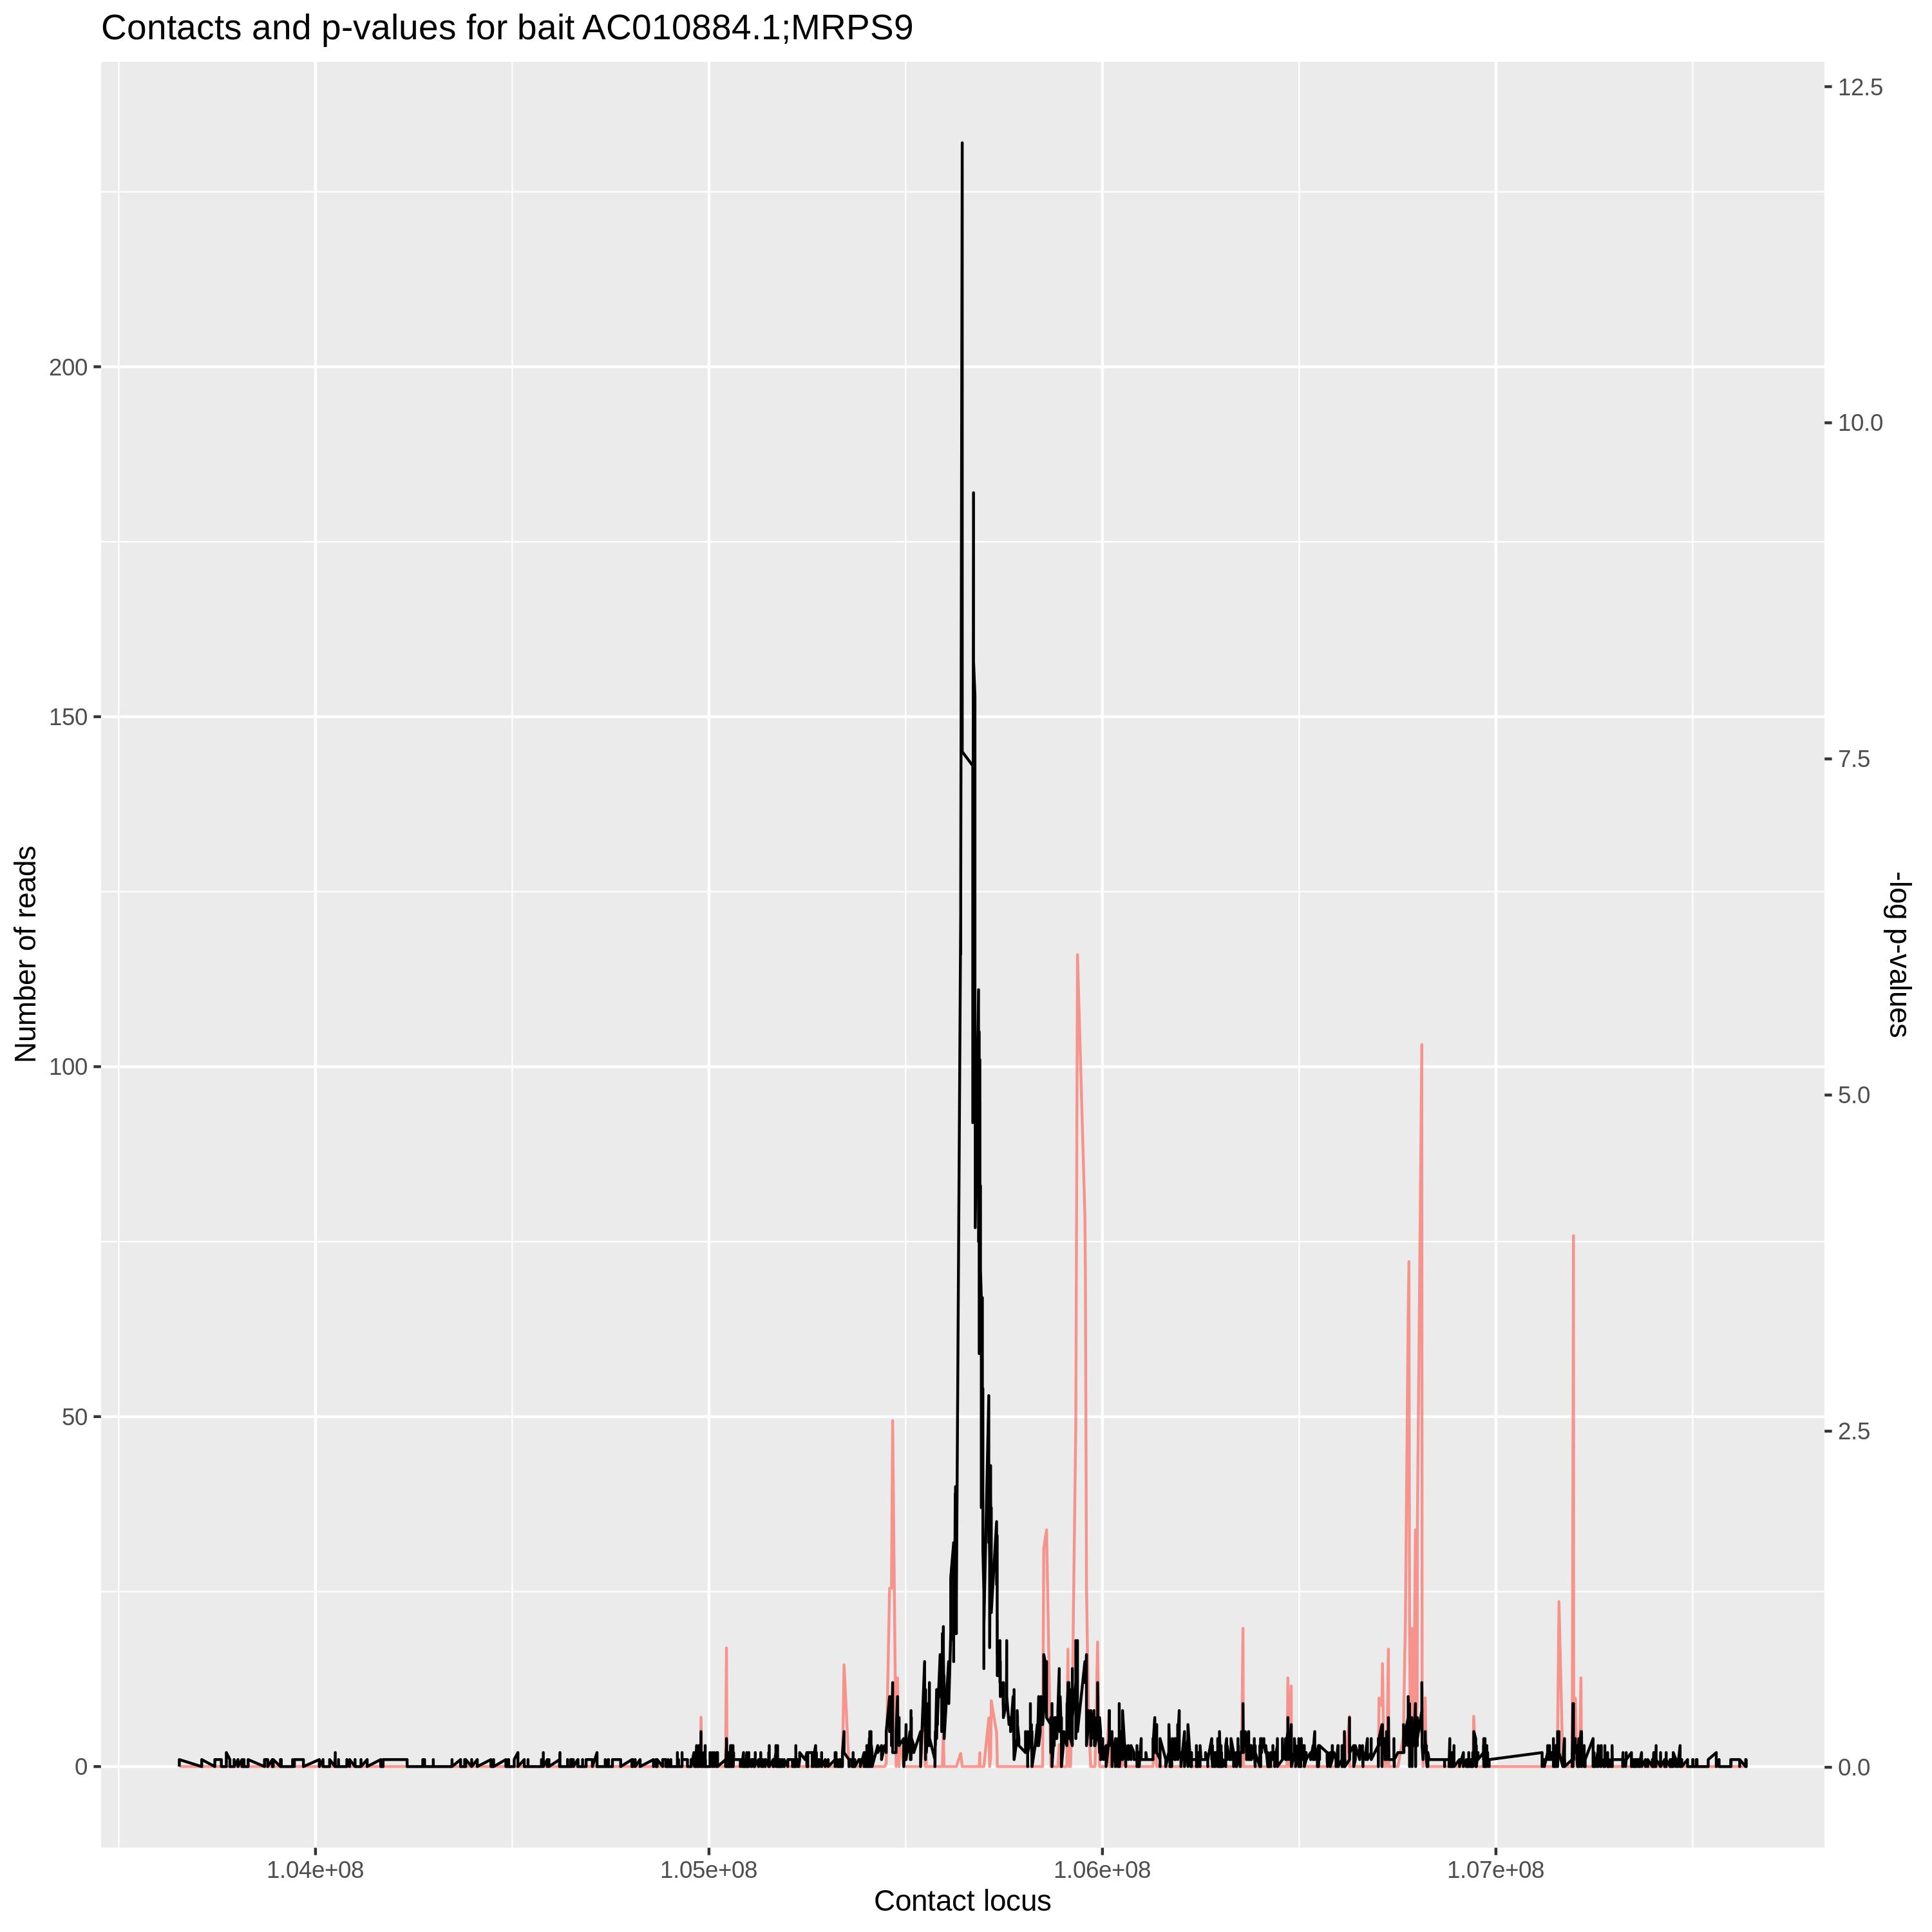 Contacts and p-values for bait AC010884.1;MRPS9
Number of reads
200
150
100
50
0
12.5
10.0
7.5
5.0
2.5
0.0
-log p-values
1.04e+08
1.05e+08
1.06e+08
1.07e+08
Contact locus